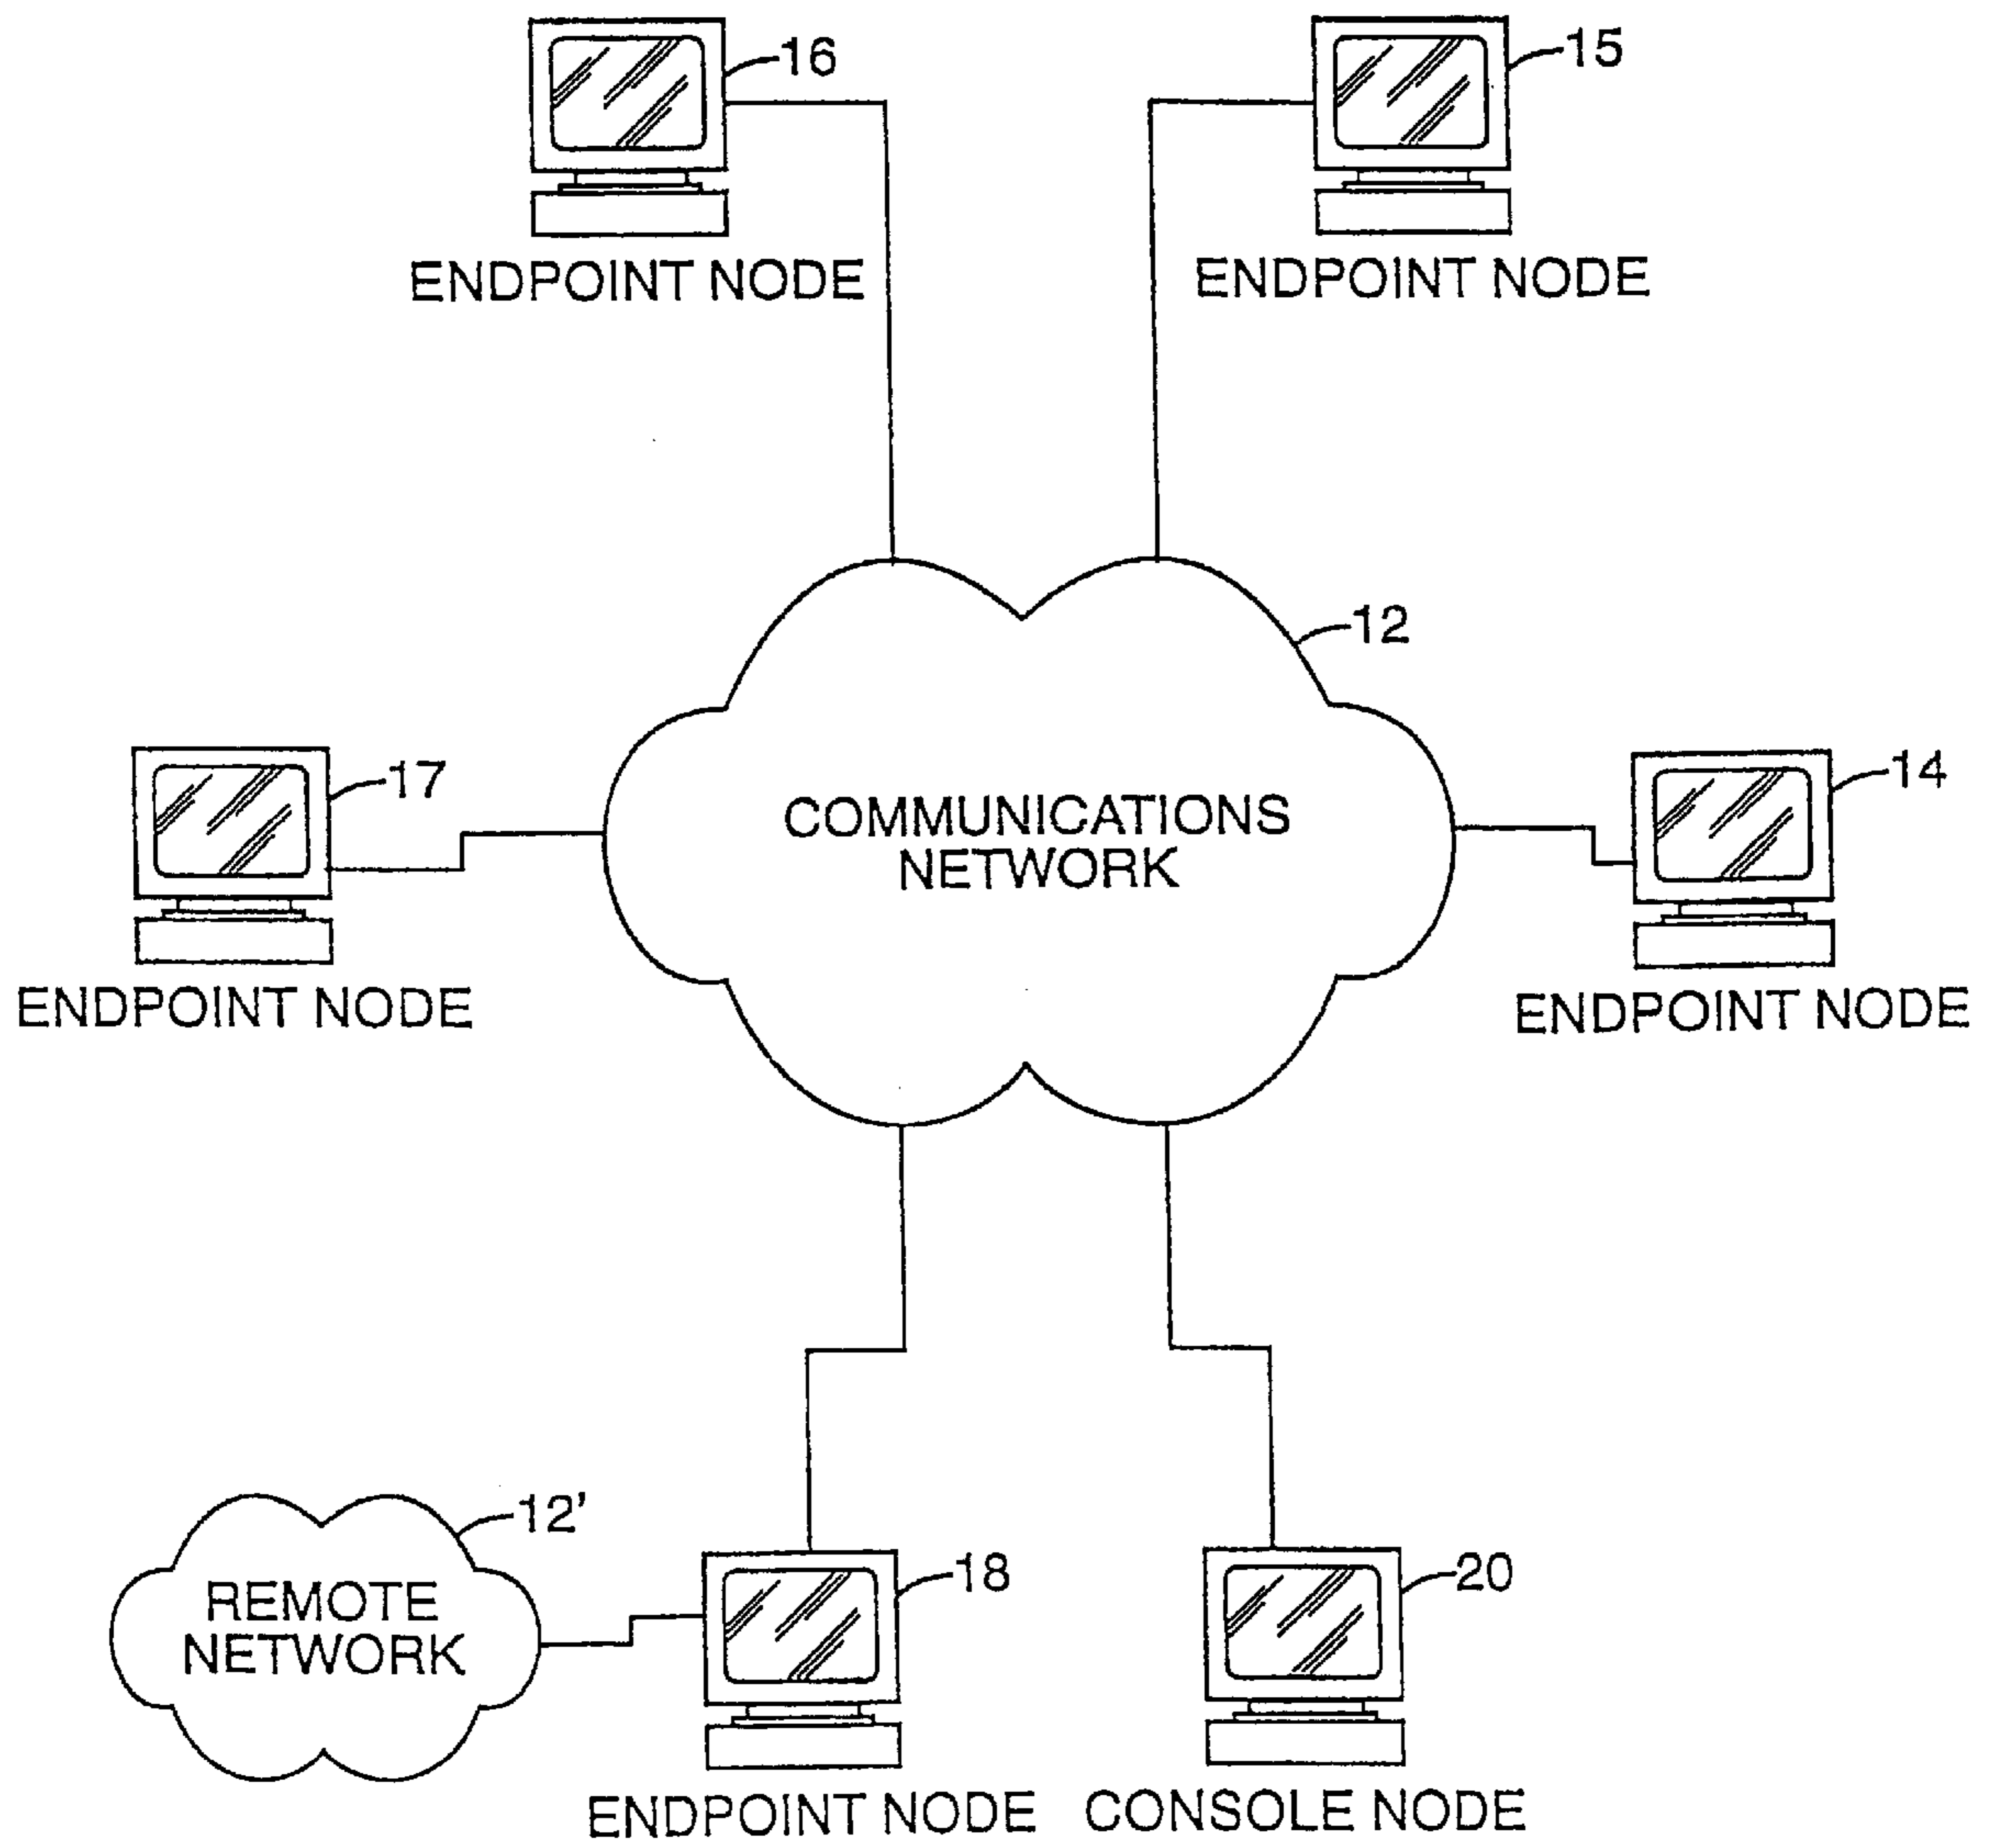 16
15
ENDPOINT NODE
ENDPOINT NODE
12
17
14
COMMUNICATIONS
NETWORK
ENDPOINT NODE
ENDPOINT NODE
12'
18
20
REMOTE
NETWORK
ENDPOINT NODE
CONSOLE NODE